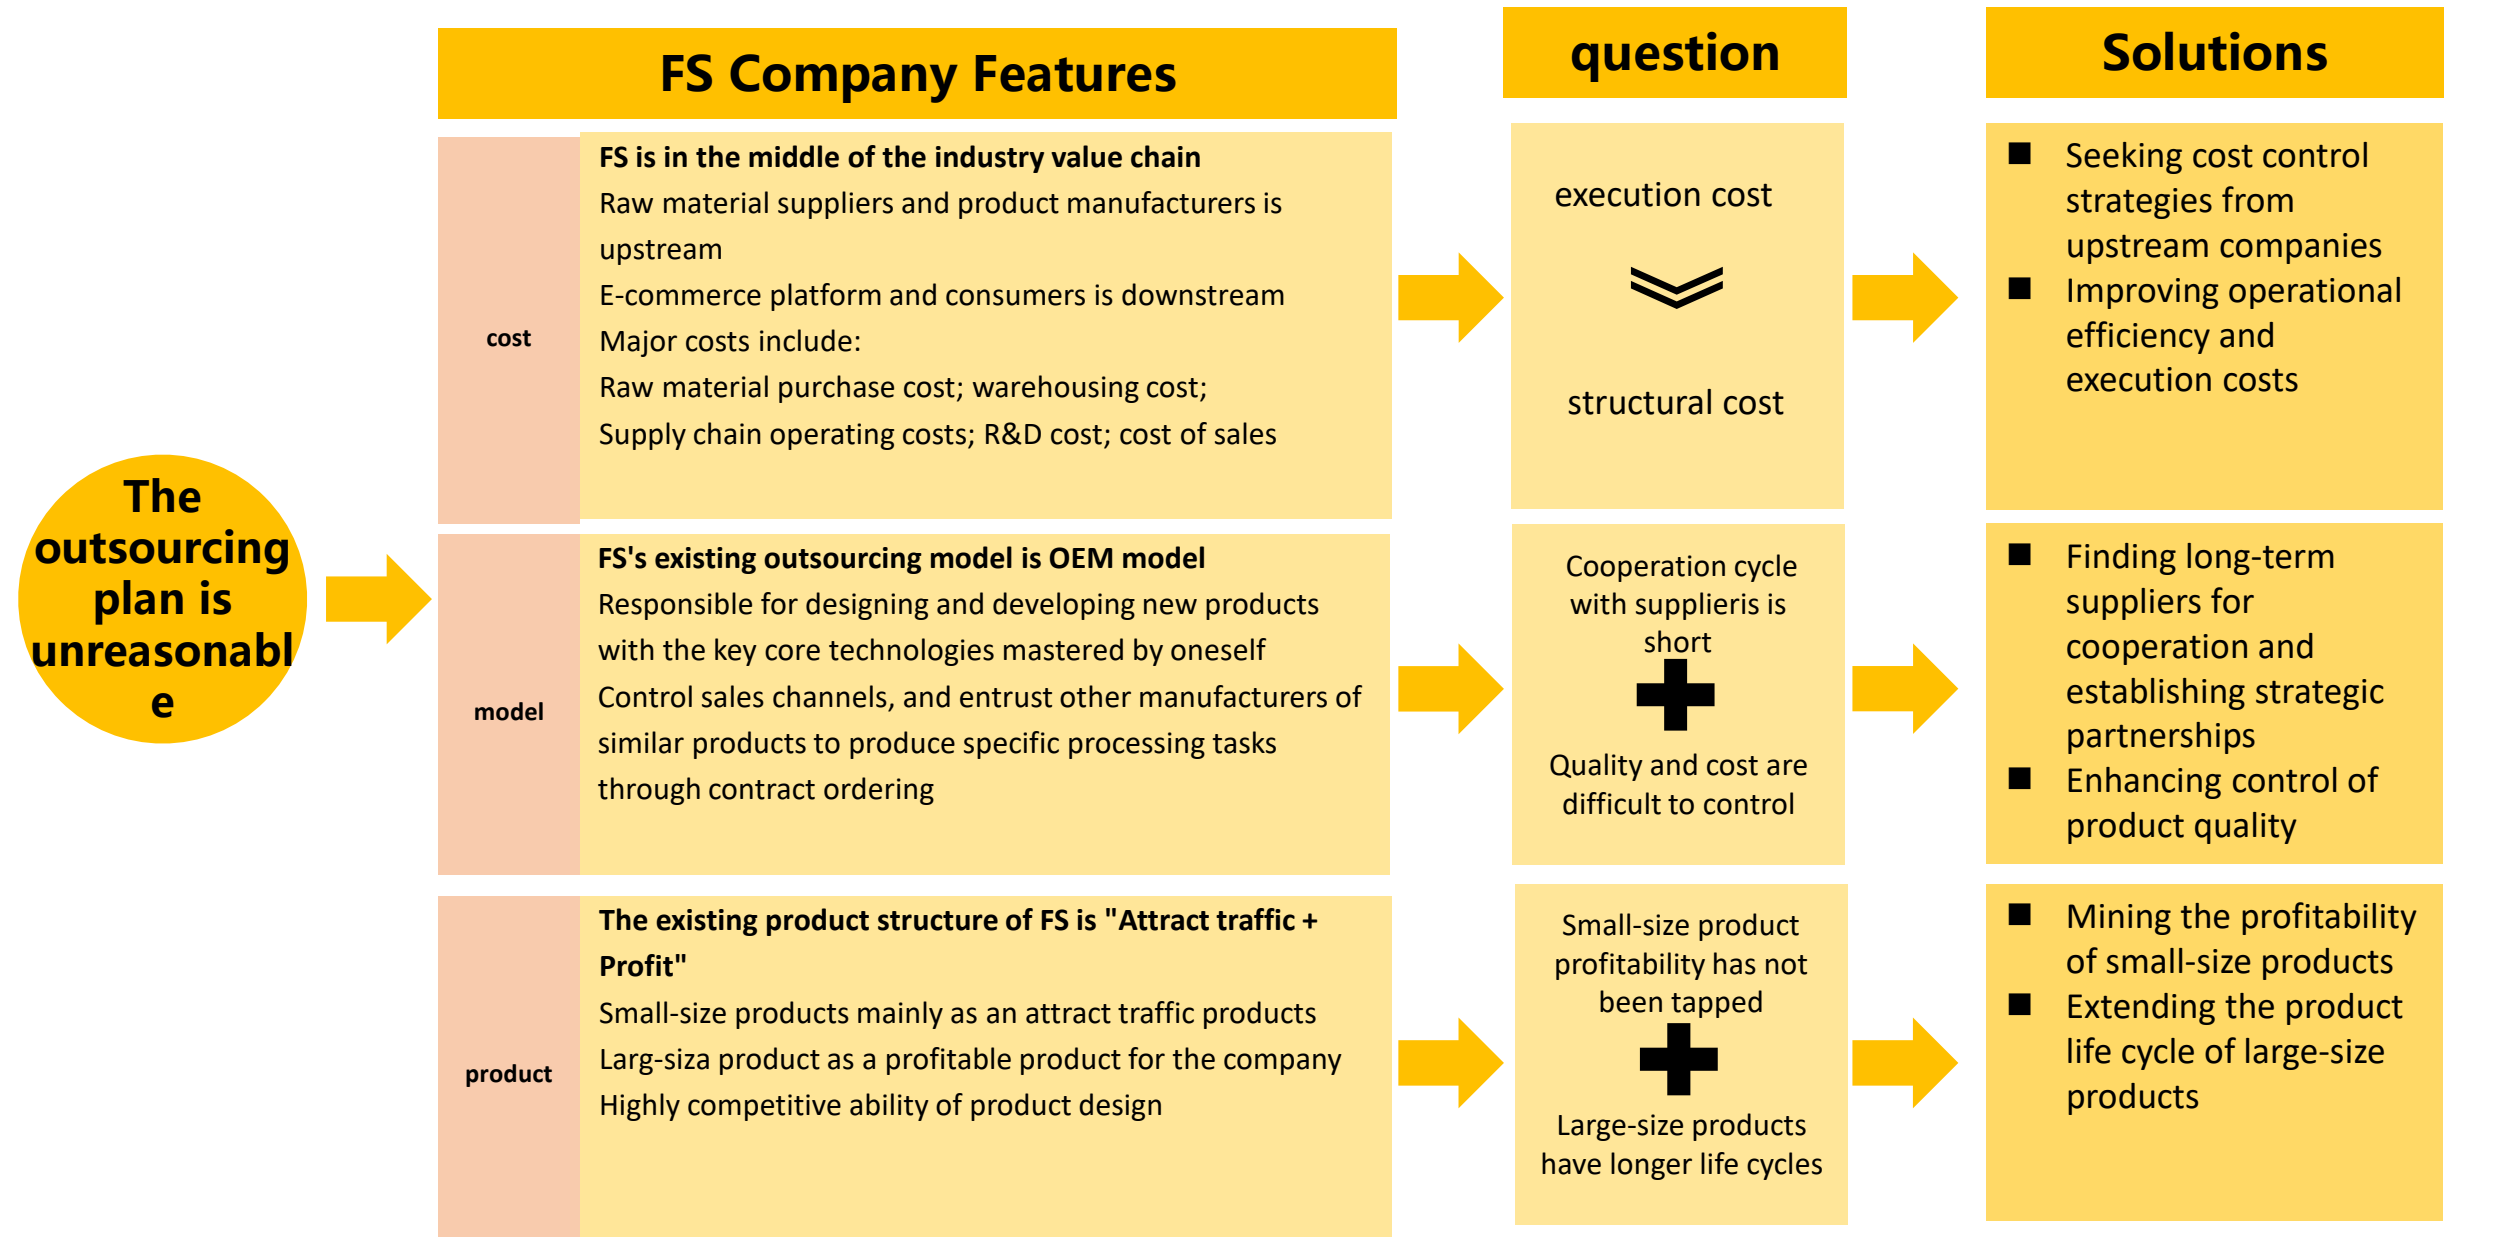 The
outsourcing
plan is
unreasonabl
e
FS Company Features
question
Solutions
cost
FS is in the middle of the industry value chain
Raw material suppliers and product manufacturers is
upstream
E-commerce platform and consumers is downstream
Major costs include:
Raw material purchase cost; warehousing cost;
Supply chain operating costs; R&D cost; cost of sales
execution cost
structural cost
Seeking cost control
strategies from
upstream companies
Improving operational
efficiency and
execution costs
model
FS's existing outsourcing model is OEM model
Responsible for designing and developing new products
with the key core technologies mastered by oneself
Control sales channels, and entrust other manufacturers of
similar products to produce specific processing tasks
through contract ordering
Cooperation cycle
with supplieris is
short
Quality and cost are
difficult to control
Finding long-term
suppliers for
cooperation and
establishing strategic
partnerships
Enhancing control of
product quality
product
The existing product structure of FS is "Attract traffic +
Profit"
Small-size products mainly as an attract traffic products
Larg-siza product as a profitable product for the company
Highly competitive ability of product design
Small-size product
profitability has not
been tapped
Large-size products
have longer life cycles
Mining the profitability
of small-size products
Extending the product
life cycle of large-size
products